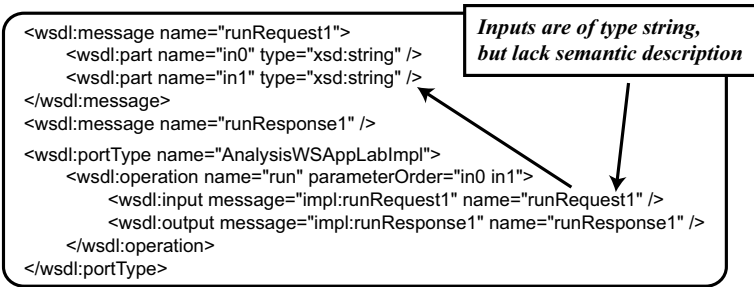 Inputs are of type string,
but lack semantic description
<wsdl:message name="runRequest1">
<wsdl:part name="in0" type="xsd:string" />
<wsdl:part name="in1" type="xsd:string" />
</wsdl:message>
<wsdl:message name="runResponse1" />
<wsdl:portType name="AnalysisWSAppLabImpl">
<wsdl:operation name="run" parameterOrder="in0 in1">
<wsdl:input message="impl:runRequest1" name="runRequest1" />
<wsdl:output message="impl:runResponse1" name="runResponse1" />
</wsdl:operation>
</wsdl:portType>